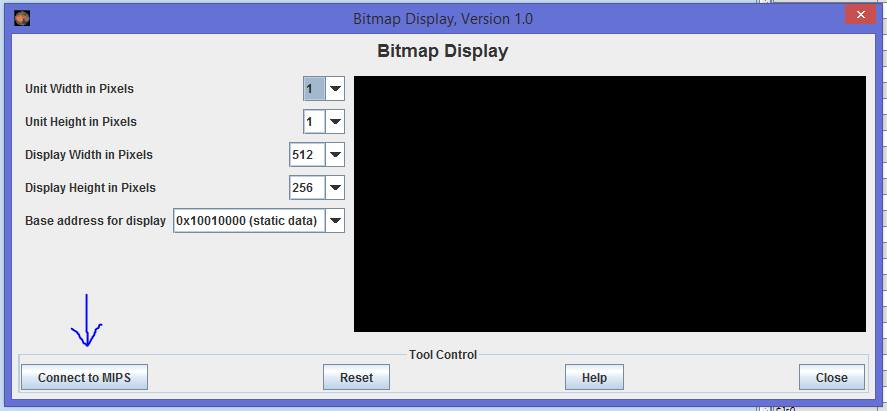 Bitmap Display, Version 1.0
Bitmap Display
Unit Width in Pixels 1
Unit Height in Pixels 1
Display Width in Pixels 512
Display Height in Pixels 256
Base address for display 0x10010000 (static data)
Tool Control
Connect to MIPS Reset Help Close